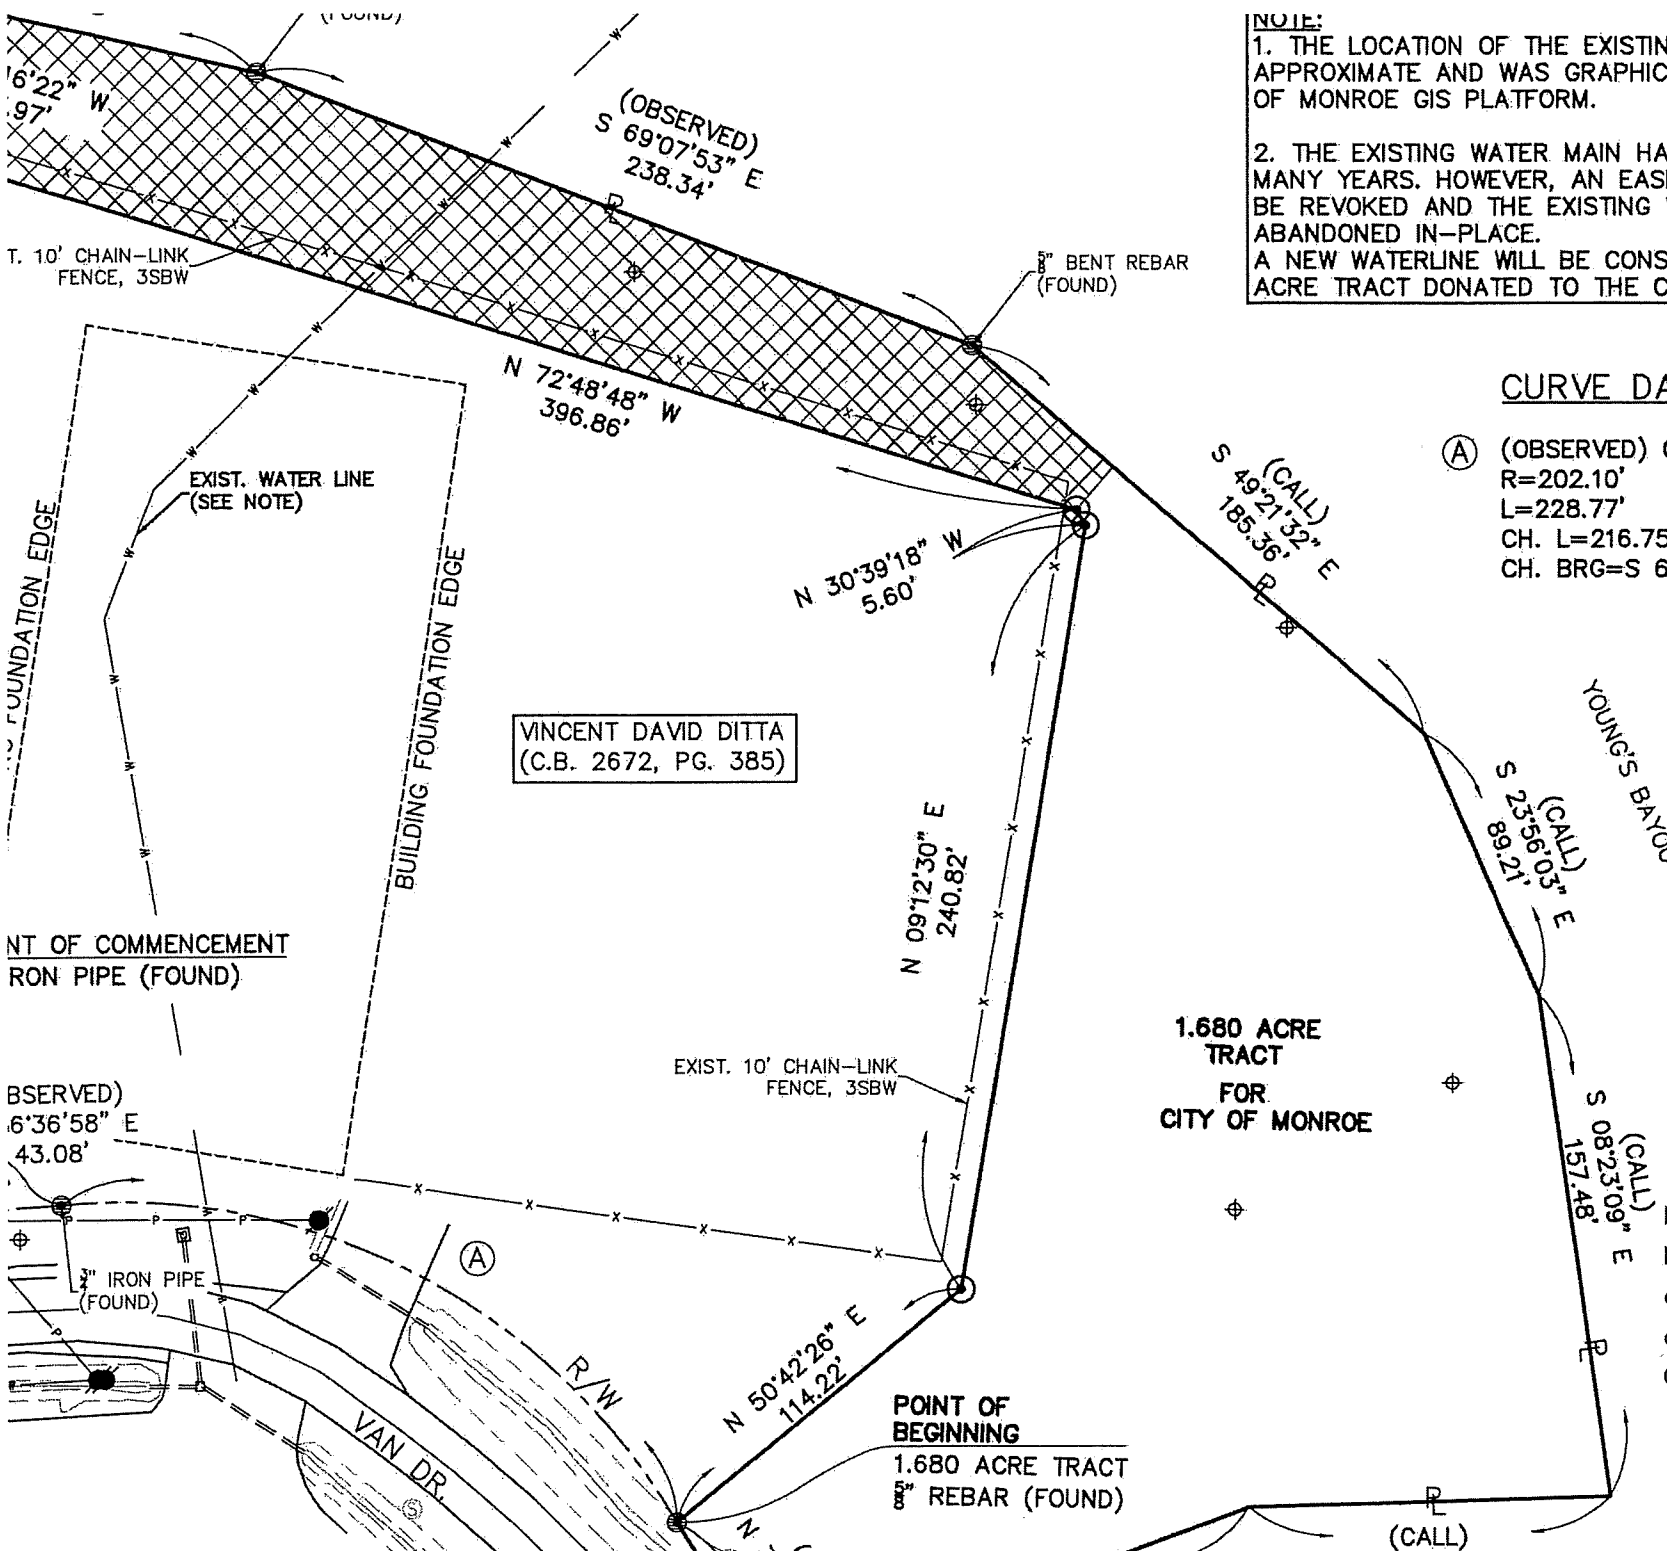 (FOUND)
NOTE:
1. THE LOCATION OF THE EXISTIN
APPROXIMATE AND WAS GRAPHIC
OF MONROE GIS PLATFORM.
2. THE EXISTING WATER MAIN HA
MANY YEARS. HOWEVER, AN EAS
BE REVOKED AND THE EXISTING
ABANDONED IN-PLACE.
A NEW WATERLINE WILL BE CONS
ACRE TRACT DONATED TO THE C
6'22" W
.97'
(OBSERVED)
S 69°07'53" E
238.34'
T. 10' CHAIN-LINK
FENCE, 3SBW
5/8" BENT REBAR
(FOUND)
N 72°48'48" W
396.86'
CURVE DA
A (OBSERVED)
R=202.10'
L=228.77'
CH. L=216.75
CH. BRG=S 6
(CALL)
S 49°21'32" E
185.36'
EXIST. WATER LINE
(SEE NOTE)
FOUNDATION EDGE
BUILDING FOUNDATION EDGE
N 30°39'18" W
5.60'
VINCENT DAVID DITTA
(C.B. 2672, PG. 385)
YOUNG'S BAYOU
(CALL)
S 23°56'03" E
89.21'
N 09°12'30" E
240.82'
NT OF COMMENCEMENT
RON PIPE (FOUND)
1.680 ACRE
TRACT
FOR
CITY OF MONROE
EXIST. 10' CHAIN-LINK
FENCE, 3SBW
BSERVED)
6°36'58" E
43.08'
(CALL)
S 08°23'09" E
157.48'
A
IRON PIPE
(FOUND)
R/W
N 50°42'26" E
114.22'
VAN DR.
S
POINT OF
BEGINNING
1.680 ACRE TRACT
5/8" REBAR (FOUND)
PL
(CALL)